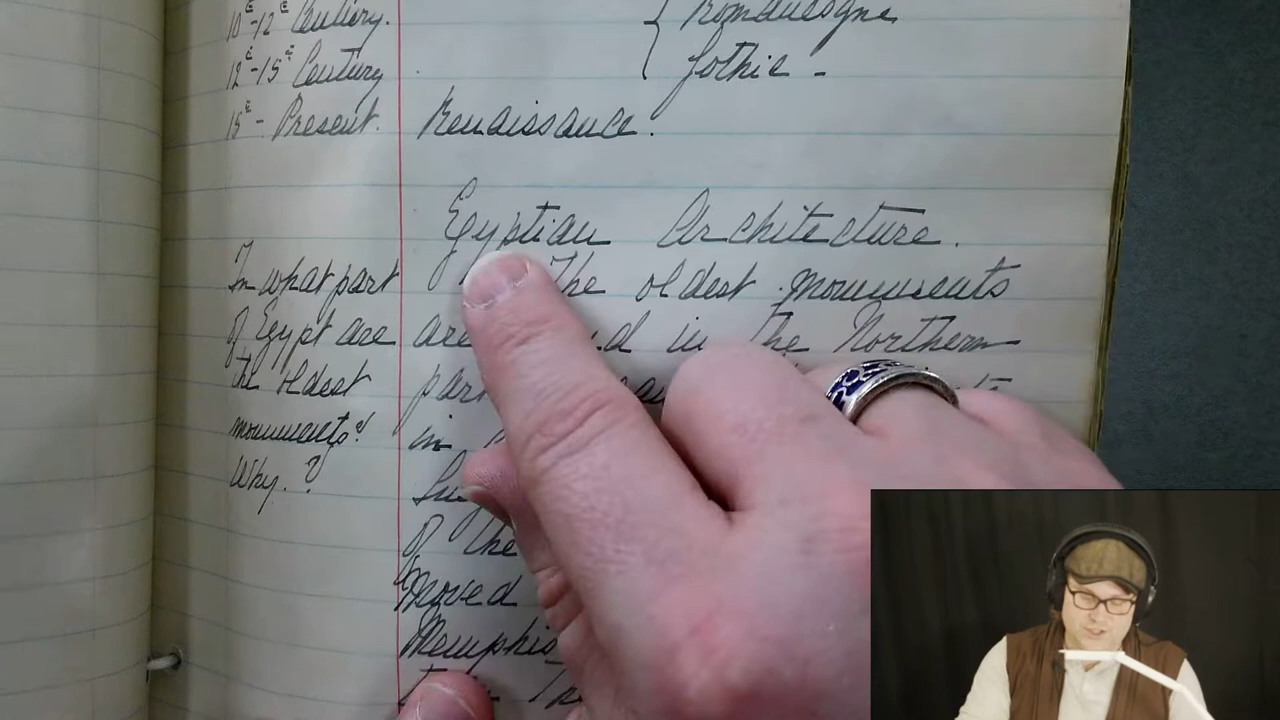 10ᴱ-12ᴱ Century. { Romanesque
12ᴱ-15ᴱ Century Gothic -
15ᴱ - Present. Renaissance.
Egyptian Architecture.
In what part The oldest monuments
of Egypt are are in the Northern
the oldest part
monuments? in
Why.?
of the
Memphis